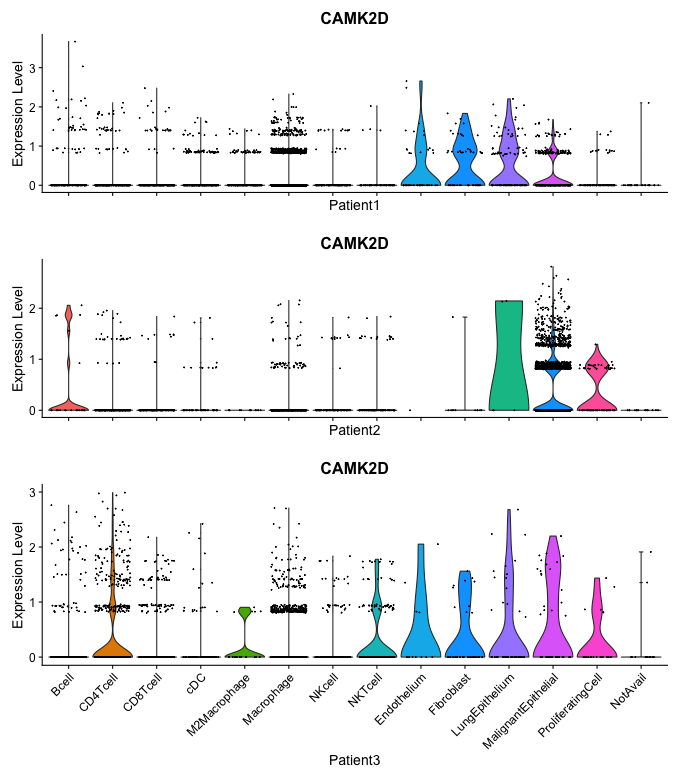 CAMK2D
Expression Level
3
2
1
0
Patient1
CAMK2D
Expression Level
2
1
0
Patient2
CAMK2D
Expression Level
3
2
1
0
Bcell
CD4Tcell
CD8Tcell
cDC
M2Macrophage
Macrophage
NKcell
NKTcell
Endothelium
Fibroblast
LungEpithelium
MalignantEpithelial
ProliferatingCell
NotAvail
Patient3